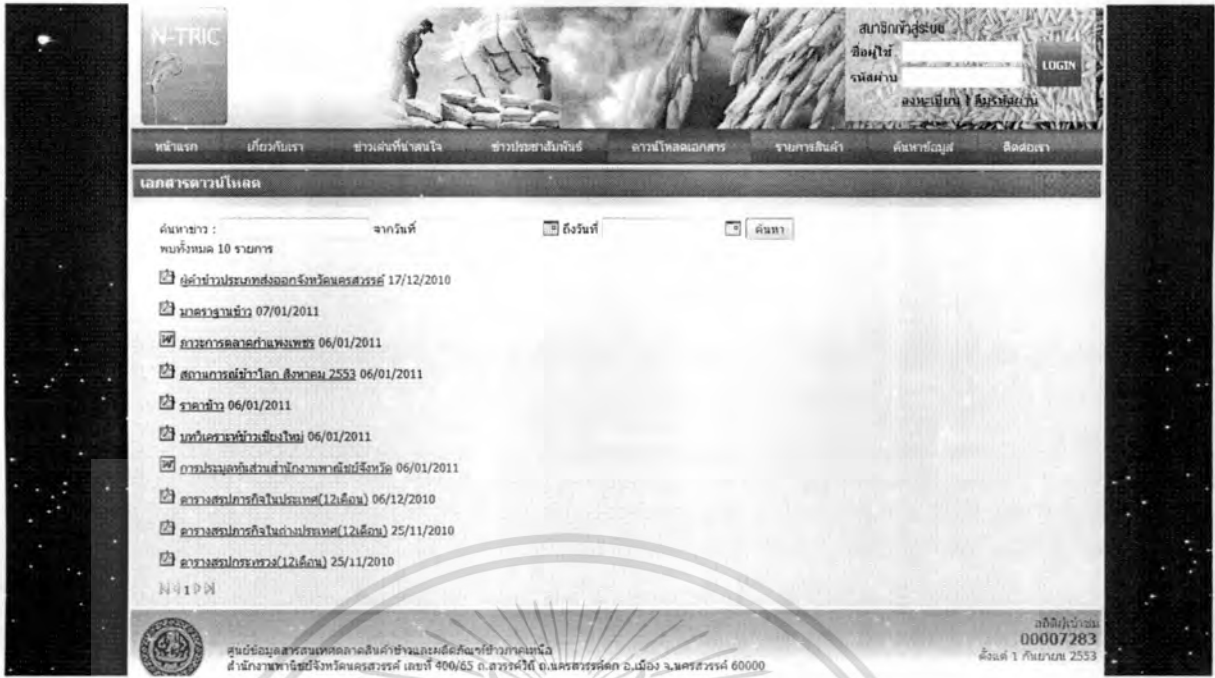 N-TRIC
สมาชิกเข้าสู่ระบบ
ชื่อผู้ใช้
รหัสผ่าน
LOGIN
ลงทะเบียน | ลืมรหัสผ่าน
หน้าแรก เกี่ยวกับเรา ข่าวเด่นที่น่าสนใจ ข่าวประชาสัมพันธ์ ดาวน์โหลดเอกสาร รายการสินค้า ค้นหาข้อมูล ติดต่อเรา
เอกสารดาวน์โหลด
ค้นหาข่าว : จากวันที่ ถึงวันที่ ค้นหา
พบทั้งหมด 10 รายการ
ผู้ค้าข้าวประเภทส่งออกจังหวัดนครสวรรค์ 17/12/2010
มาตราฐานข้าว 07/01/2011
ภาวะการตลาดกำแพงเพชร 06/01/2011
สถานการณ์ข้าวโลก สิงหาคม 2553 06/01/2011
ราคาข้าว 06/01/2011
บทวิเคราะห์ข้าวเชียงใหม่ 06/01/2011
การประมูลหุ้นส่วนสำนักงานพาณิชย์จังหวัด 06/01/2011
ตารางสรุปภารกิจในประเทศ(12เดือน) 06/12/2010
ตารางสรุปภารกิจในต่างประเทศ(12เดือน) 25/11/2010
ตารางสรุปกระทรวง(12เดือน) 25/11/2010
1
สถิติผู้เข้าชม
00007283
ตั้งแต่ 1 กันยายน 2553
ศูนย์ข้อมูลสารสนเทศตลาดสินค้าข้าวและผลิตภัณฑ์ข้าวภาคเหนือ
สำนักงานพาณิชย์จังหวัดนครสวรรค์ เลขที่ 400/65 ถ.สวรรค์วิถี ต.นครสวรรค์ตก อ.เมือง จ.นครสวรรค์ 60000